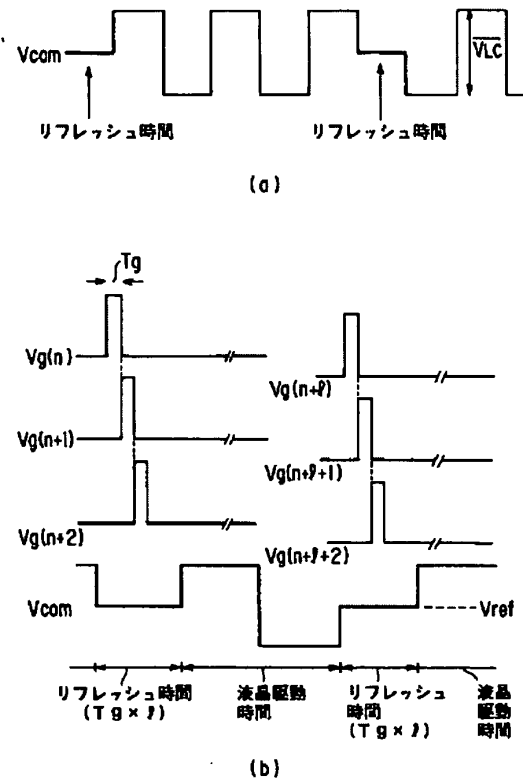 Vcom
VLC
リフレッシュ時間
リフレッシュ時間
(a)
Tg
Vg(n)
Vg(n+ℓ)
Vg(n+1)
Vg(n+ℓ+1)
Vg(n+2)
Vg(n+ℓ+2)
Vcom
Vref
リフレッシュ時間
(Tg×ℓ)
液晶駆動
時間
リフレッシュ
時間
(Tg×ℓ)
液晶
駆動
時間
(b)